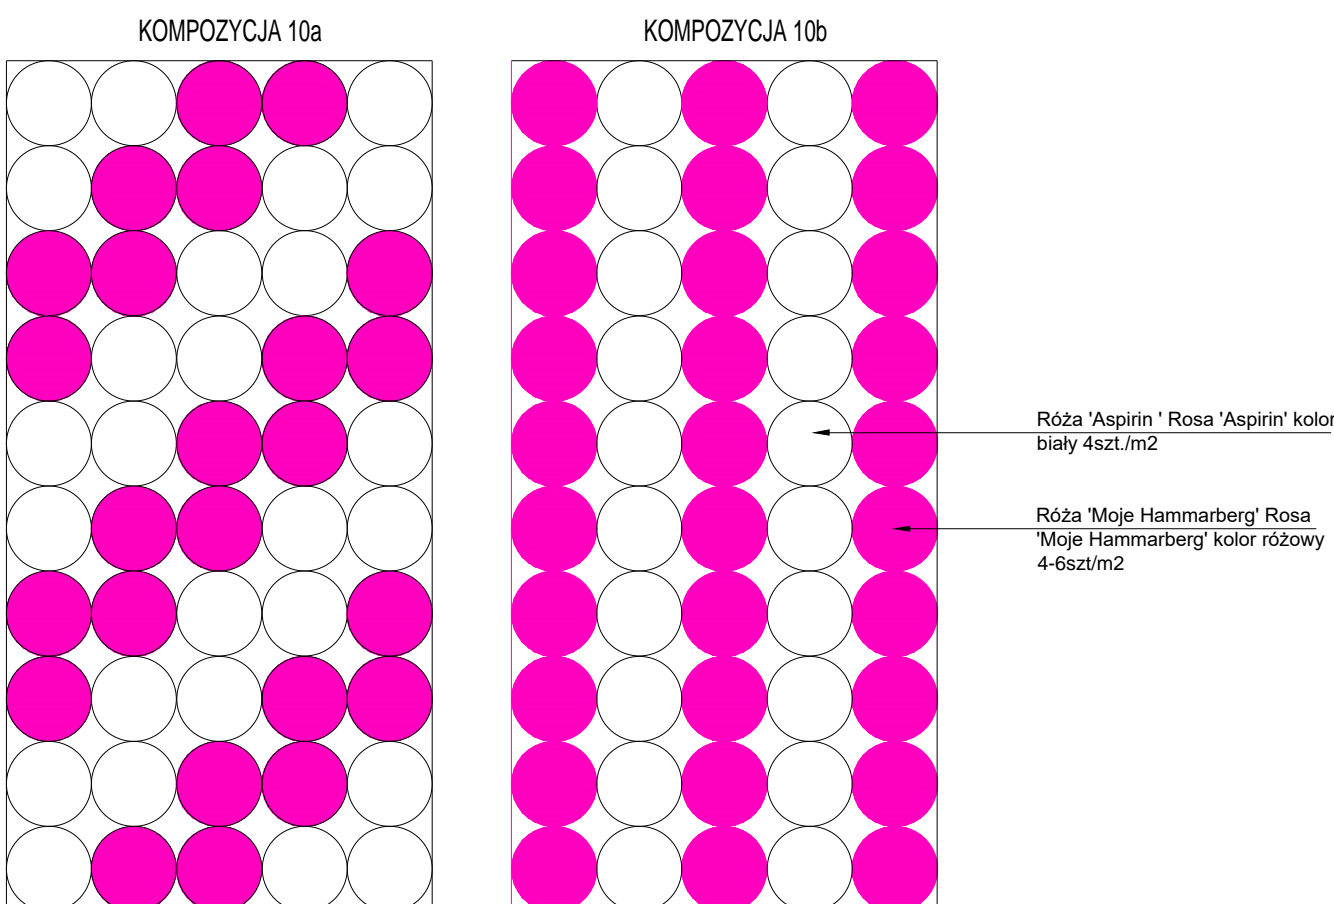 KOMPOZYCJA 10a
KOMPOZYCJA 10b
Róża 'Aspirin ' Rosa 'Aspirin' kolor
biały 4szt./m2
Róża 'Moje Hammarberg' Rosa
'Moje Hammarberg' kolor różowy
4-6szt/m2